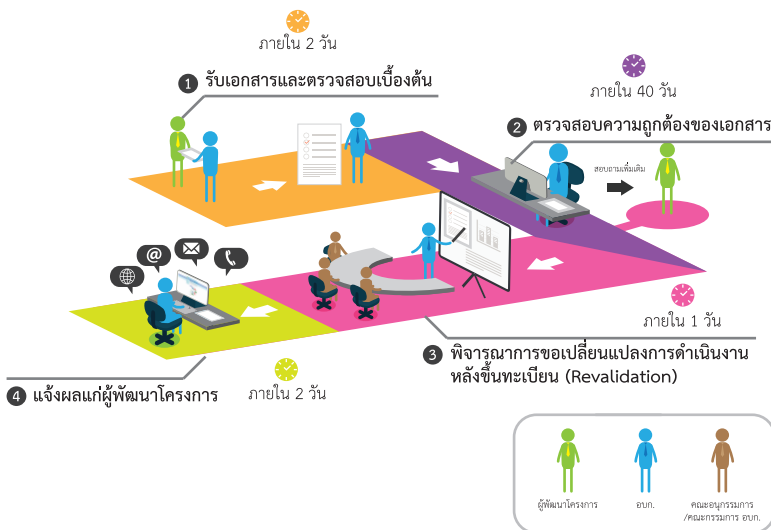 ภายใน 2 วัน
1 รับเอกสารและตรวจสอบเบื้องต้น
ภายใน 40 วัน
2 ตรวจสอบความถูกต้องของเอกสาร
สอบถามเพิ่มเติม
@
ภายใน 1 วัน
3 พิจารณาการขอเปลี่ยนแปลงการดำเนินงาน
หลังขึ้นทะเบียน (Revalidation)
4 แจ้งผลแก่ผู้พัฒนาโครงการ
ภายใน 2 วัน
ผู้พัฒนาโครงการ
อบก.
คณะอนุกรรมการ
/คณะกรรมการ อบก.